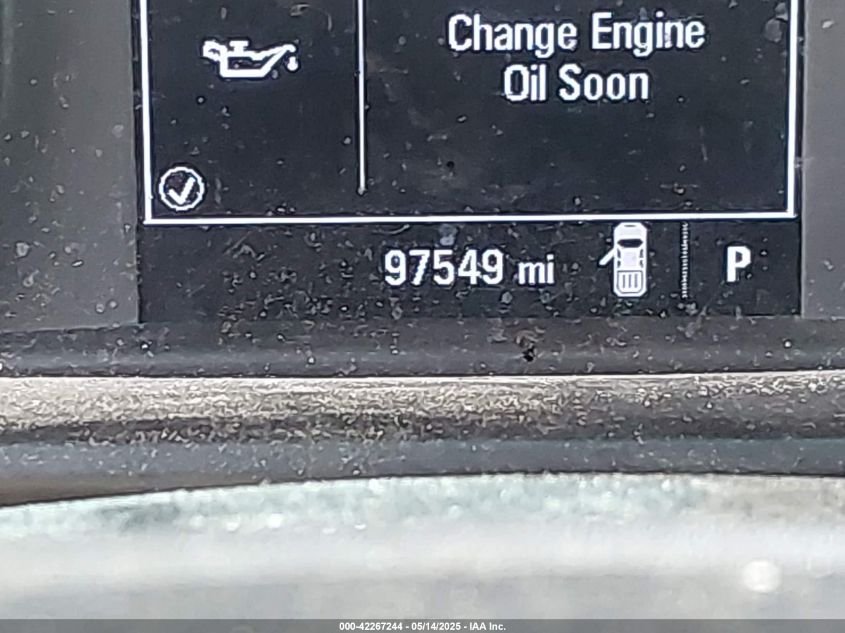 Change Engine
Oil Soon
97549 mi
P
000-42267244 - 05/14/2025 - IAA Inc.